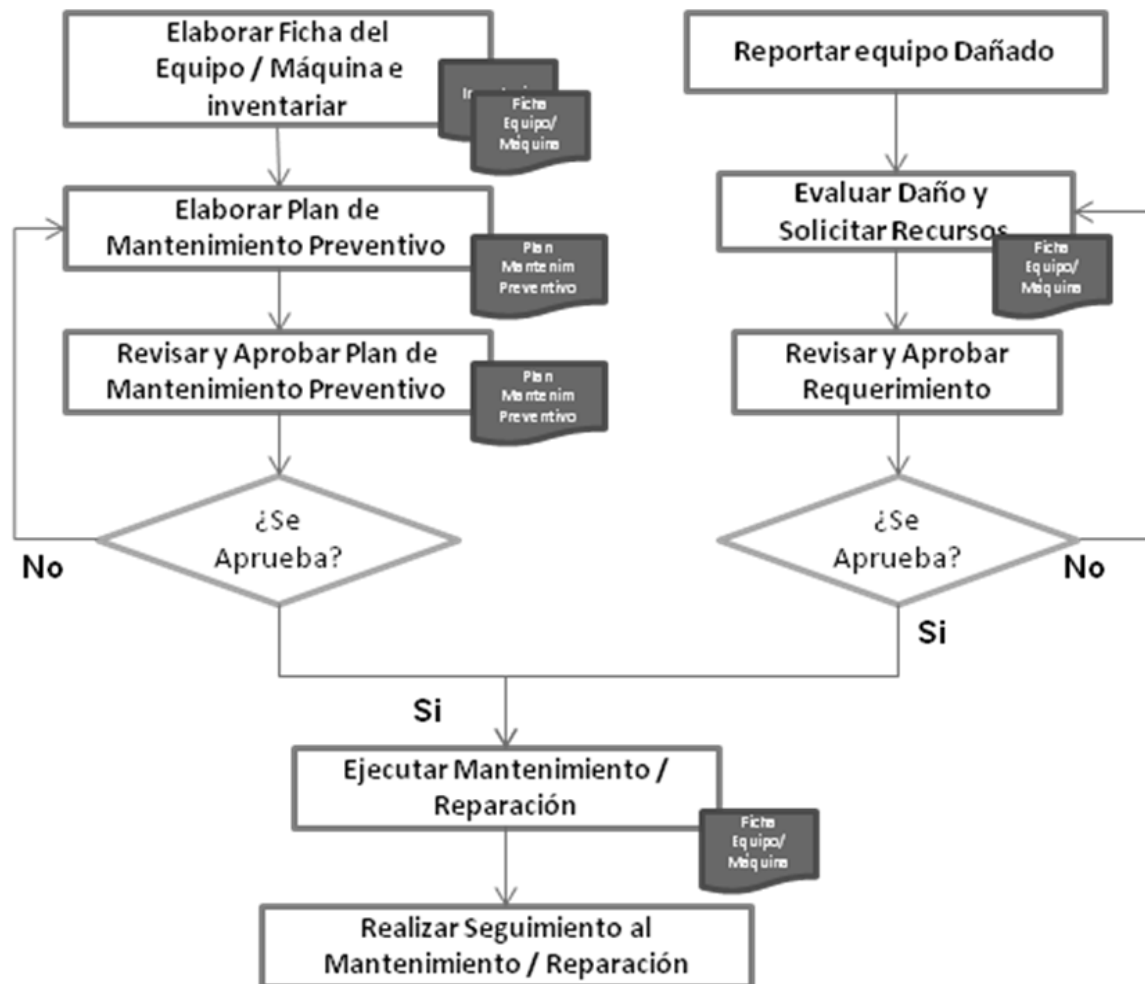 Elaborar Ficha del
Equipo / Máquina e
inventariar
Ficha
Equipo/
Máquina
Elaborar Plan de
Mantenimiento Preventivo
Plan
Mantenim
Preventivo
Revisar y Aprobar Plan de
Mantenimiento Preventivo
Plan
Mantenim
Preventivo
¿Se
Aprueba?
No
Reportar equipo Dañado
Evaluar Daño y
Solicitar Recursos
Ficha
Equipo/
Máquina
Revisar y Aprobar
Requerimiento
¿Se
Aprueba?
No
Si
Si
Ejecutar Mantenimiento /
Reparación
Ficha
Equipo/
Máquina
Realizar Seguimiento al
Mantenimiento / Reparación